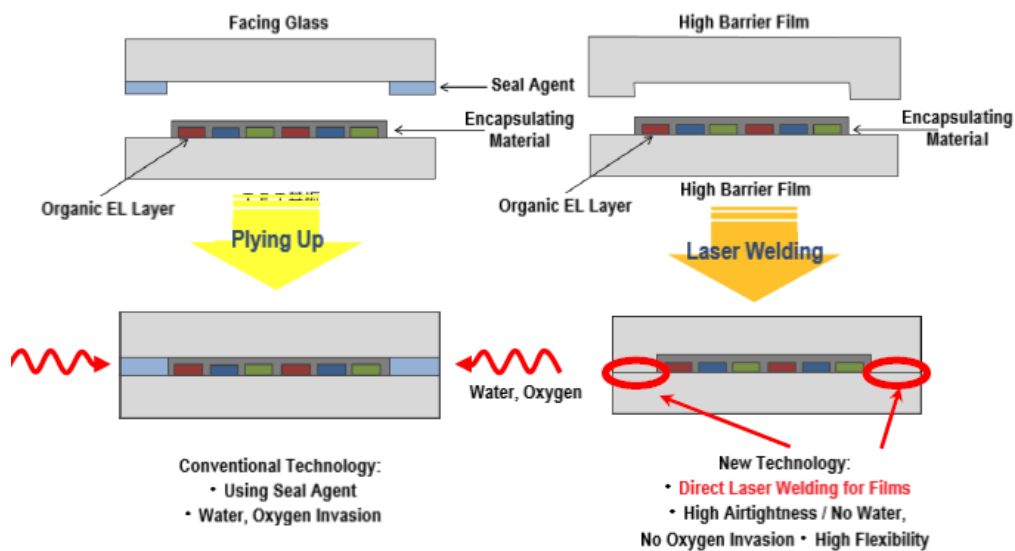 Facing Glass
Seal Agent
Encapsulating
Material
Organic EL Layer
Plying Up
Water, Oxygen
Conventional Technology:
・Using Seal Agent
・Water, Oxygen Invasion
High Barrier Film
Encapsulating
Material
High Barrier Film
Organic EL Layer
Laser Welding
New Technology:
・Direct Laser Welding for Films
・High Airtightness / No Water,
No Oxygen Invasion・High Flexibility